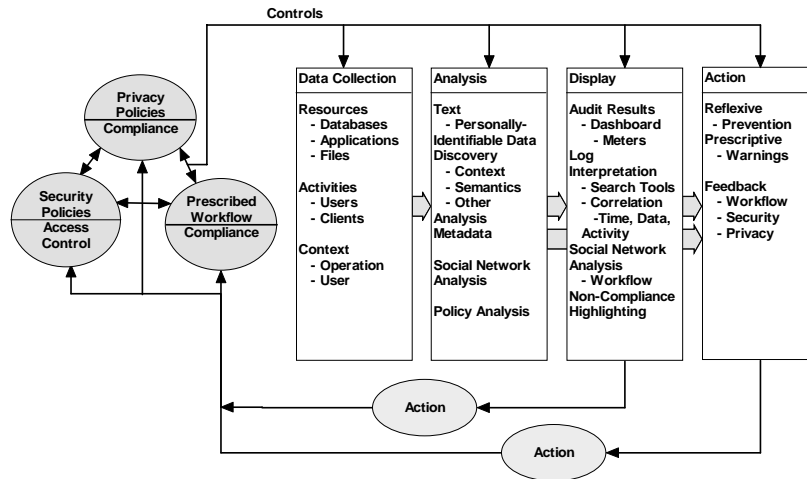 Controls
Privacy
Policies
Compliance
Security
Policies
Access
Control
Prescribed
Workflow
Compliance
Data Collection
Resources
- Databases
- Applications
- Files
Activities
- Users
- Clients
Context
- Operation
- User
Analysis
Text
- Personally-
Identifiable Data
Discovery
- Context
- Semantics
- Other
Analysis
Metadata
Social Network
Analysis
Policy Analysis
Display
Audit Results
- Dashboard
- Meters
Log
Interpretation
- Search Tools
- Correlation
-Time, Data,
Activity
Social Network
Analysis
- Workflow
Non-Compliance
Highlighting
Action
Reflexive
- Prevention
Prescriptive
- Warnings
Feedback
- Workflow
- Security
- Privacy
Action
Action